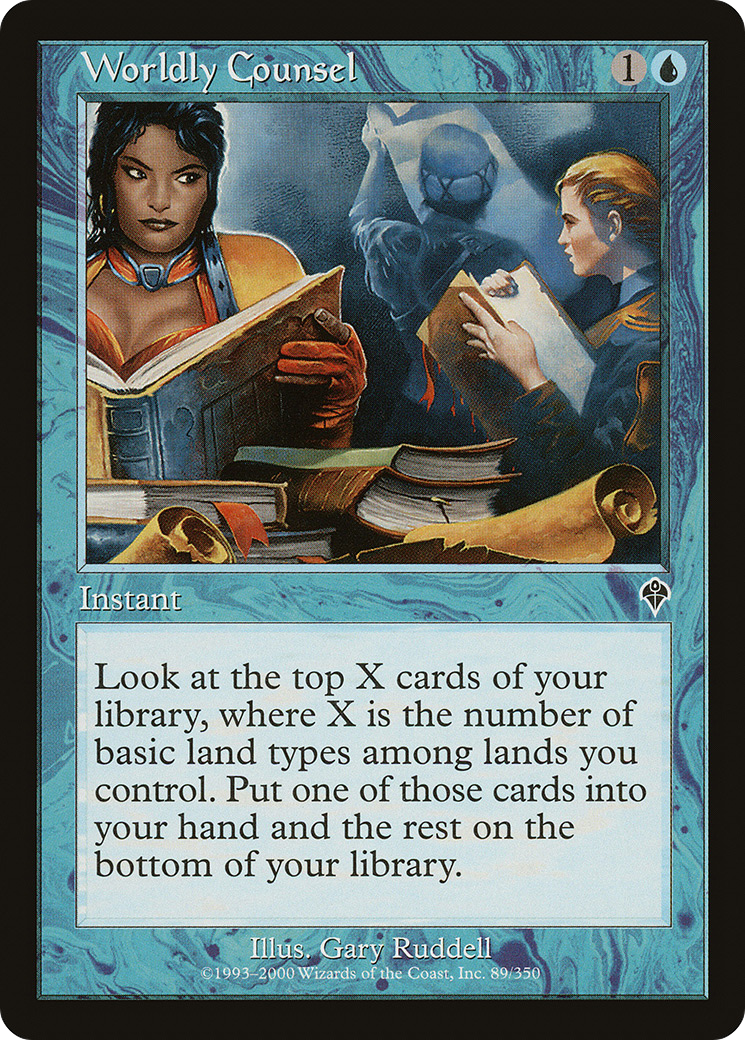 Worldly Counsel
1
Instant
Look at the top X cards of your
library, where X is the number of
basic land types among lands you
control. Put one of those cards into
your hand and the rest on the
bottom of your library.
Illus. Gary Ruddell
©1993–2000 Wizards of the Coast, Inc. 89/350